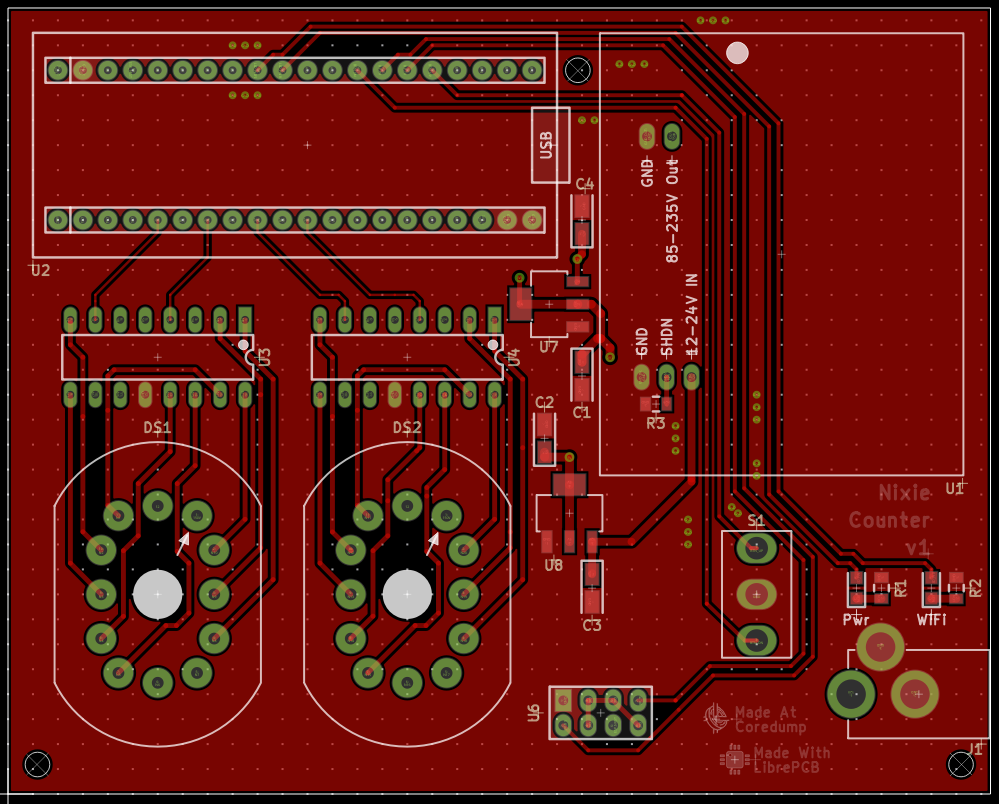 USB
GND
85-235V Out
C4
U2
GND
SHDN
12-24V IN
U7
U3
U4
C1
R3
C2
DS1
DS2
U1
Nixie
Counter
v1
S1
U8
R1
R2
C3
Pwr
WiFi
U6
Made At
Coredump
J1
Made With
LibrePCB